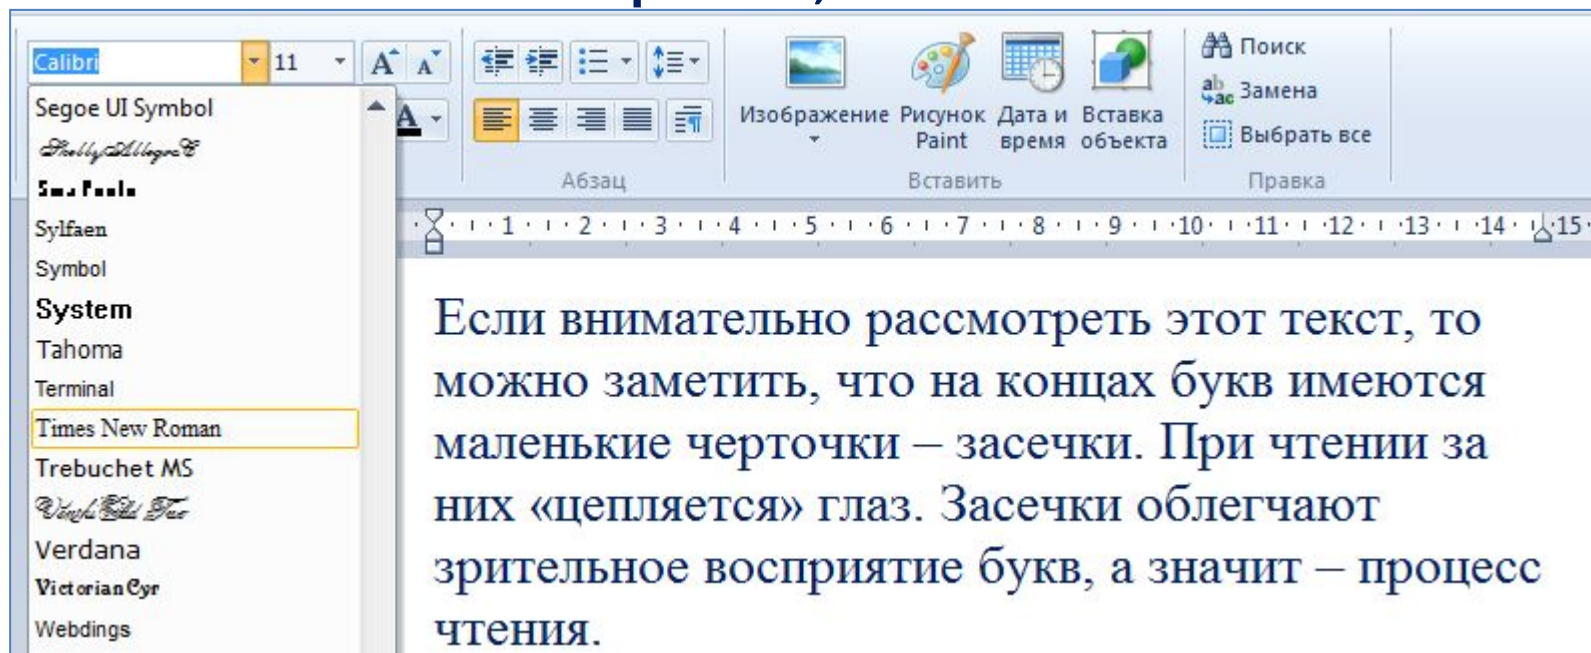 Calibri
11
Изображение
Рисунок
Paint
Дата и
время
Вставка
объекта
Поиск
Замена
Выбрать все
Абзац
Вставить
Правка
Segoe UI Symbol
Sylfaen
Symbol
System
Tahoma
Terminal
Times New Roman
Trebuchet MS
Verdana
VictorianCyr
Webdings
1 2 3 4 5 6 7 8 9 10 11 12 13 14 15
Если внимательно рассмотреть этот текст, то
можно заметить, что на концах букв имеются
маленькие черточки – засечки. При чтении за
них «цепляется» глаз. Засечки облегчают
зрительное восприятие букв, а значит – процесс
чтения.